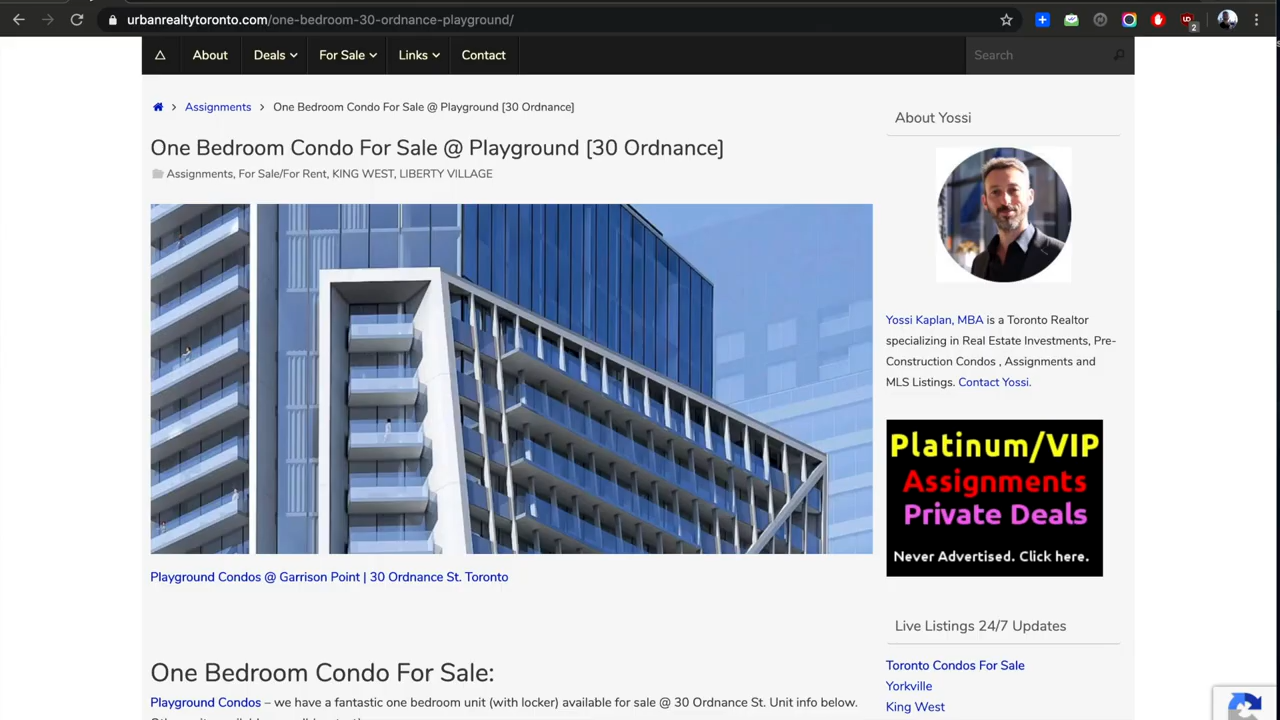 urbanrealtytoronto.com/one-bedroom-30-ordnance-playground/
UD
2
About
Deals
For Sale
Links
Contact
Search
Assignments
One Bedroom Condo For Sale @ Playground [30 Ordnance]
One Bedroom Condo For Sale @ Playground [30 Ordnance]
Assignments, For Sale/For Rent, KING WEST, LIBERTY VILLAGE
Playground Condos @ Garrison Point | 30 Ordnance St. Toronto
One Bedroom Condo For Sale:
Playground Condos – we have a fantastic one bedroom unit (with locker) available for sale @ 30 Ordnance St. Unit info below.
About Yossi
Yossi Kaplan, MBA is a Toronto Realtor
specializing in Real Estate Investments, Pre-
Construction Condos , Assignments and
MLS Listings. Contact Yossi.
Platinum/VIP
Assignments
Private Deals
Never Advertised. Click here.
Live Listings 24/7 Updates
Toronto Condos For Sale
Yorkville
King West